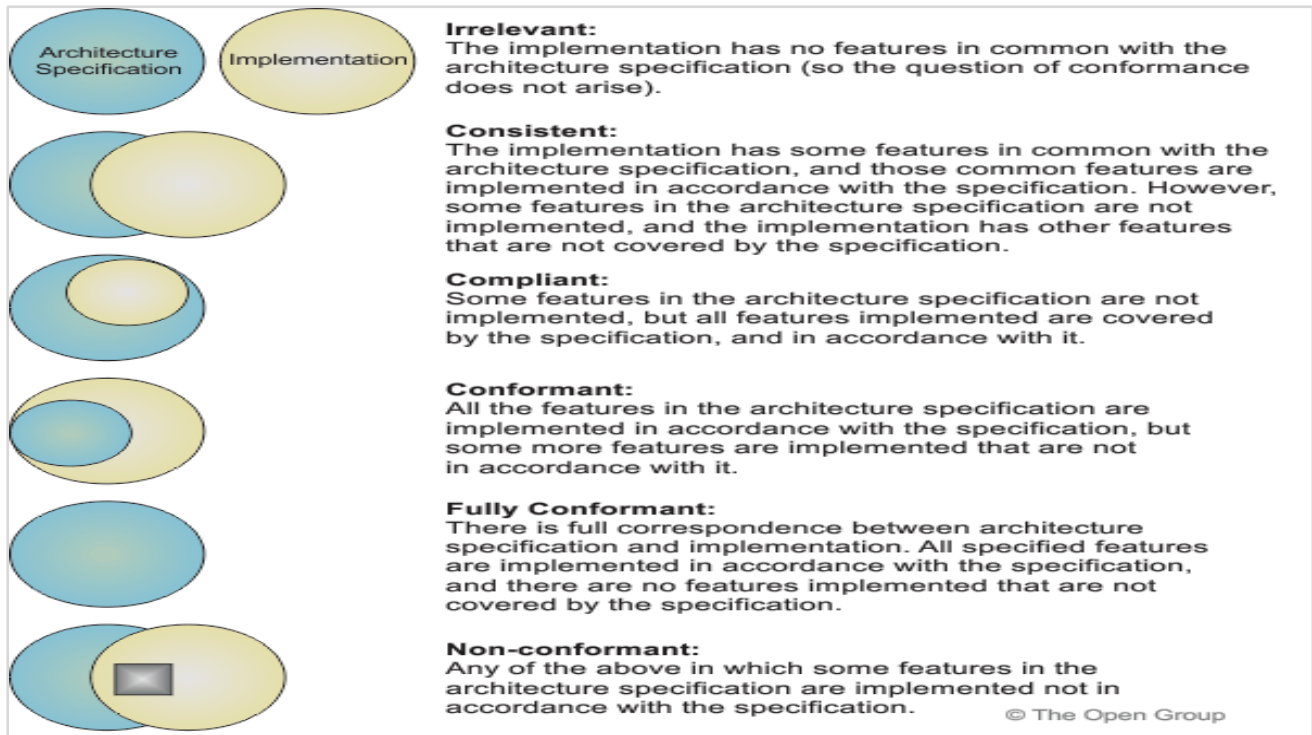 Architecture
Specification
Implementation
Irrelevant:
The implementation has no features in common with the
architecture specification (so the question of conformance
does not arise).
Consistent:
The implementation has some features in common with the
architecture specification, and those common features are
implemented in accordance with the specification. However,
some features in the architecture specification are not
implemented, and the implementation has other features
that are not covered by the specification.
Compliant:
Some features in the architecture specification are not
implemented, but all features implemented are covered
by the specification, and in accordance with it.
Conformant:
All the features in the architecture specification are
implemented in accordance with the specification, but
some more features are implemented that are not
in accordance with it.
Fully Conformant:
There is full correspondence between architecture
specification and implementation. All specified features
are implemented in accordance with the specification,
and there are no features implemented that are not
covered by the specification.
Non-conformant:
Any of the above in which some features in the
architecture specification are implemented not in
accordance with the specification.
© The Open Group